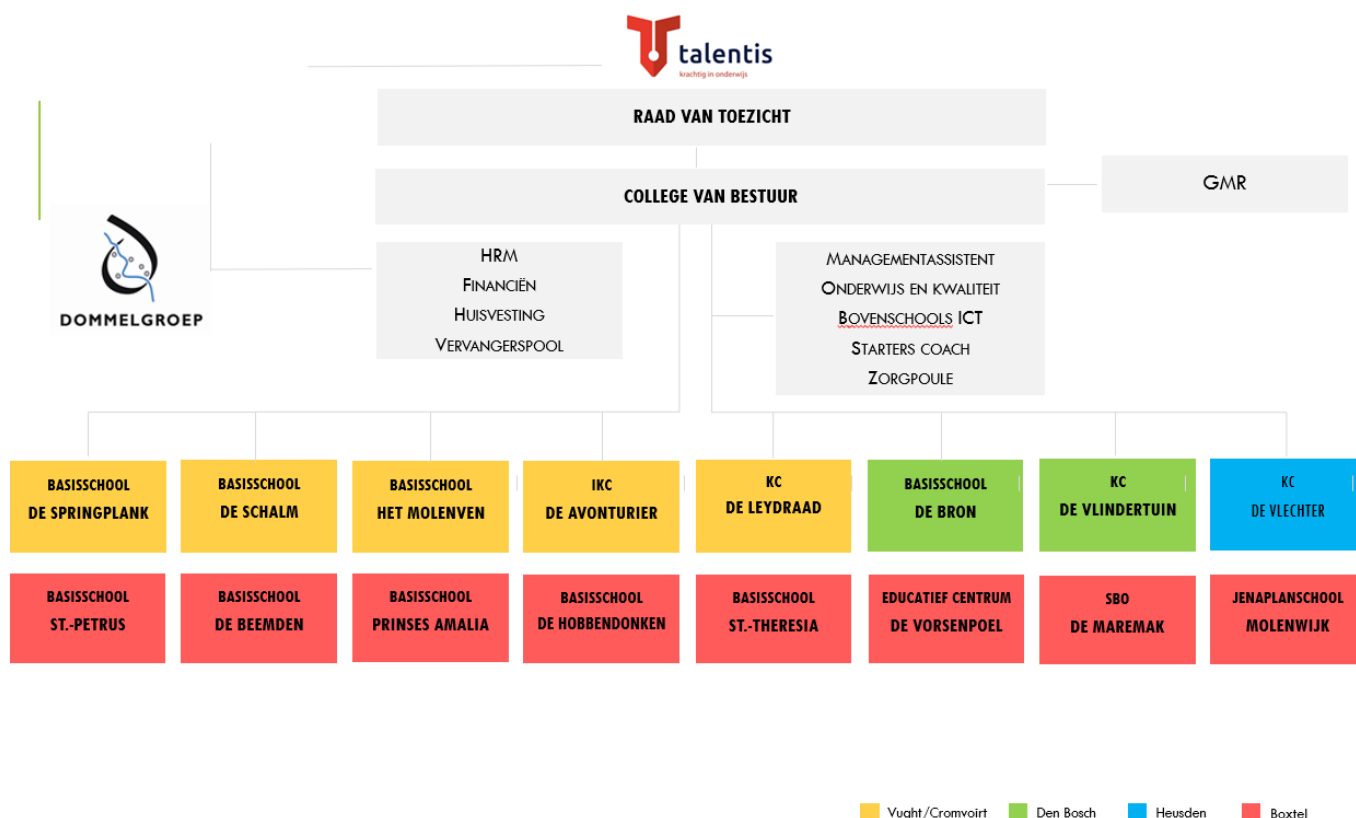 talentis
krachtig in onderwijs
RAAD VAN TOEZICHT
COLLEGE VAN BESTUUR
GMR
DOMMELGROEP
HRM
FINANCIËN
HUISVESTING
VERVANGERSPOOL
MANAGEMENTASSISTENT
ONDERWIJS EN KWALITEIT
BOVENSCHOOLS ICT
STARTERS COACH
ZORGPOULE
BASISSCHOOL
DE SPRINGPLANK
BASISSCHOOL
DE SCHALM
BASISSCHOOL
HET MOLENVEN
IKC
DE AVONTURIER
KC
DE LEYDRAAD
BASISSCHOOL
DE BRON
KC
DE VLINDERTUIN
KC
DE VLECHTER
BASISSCHOOL
ST.-PETRUS
BASISSCHOOL
DE BEEMDEN
BASISSCHOOL
PRINSES AMALIA
BASISSCHOOL
DE HOBBENDONKEN
BASISSCHOOL
ST.-THERESIA
EDUCATIEF CENTRUM
DE VORSENPOEL
SBO
DE MAREMAK
JENAPLANSCHOOL
MOLENWIJK
Vught/Cromvoirt
Den Bosch
Heusden
Boxtel